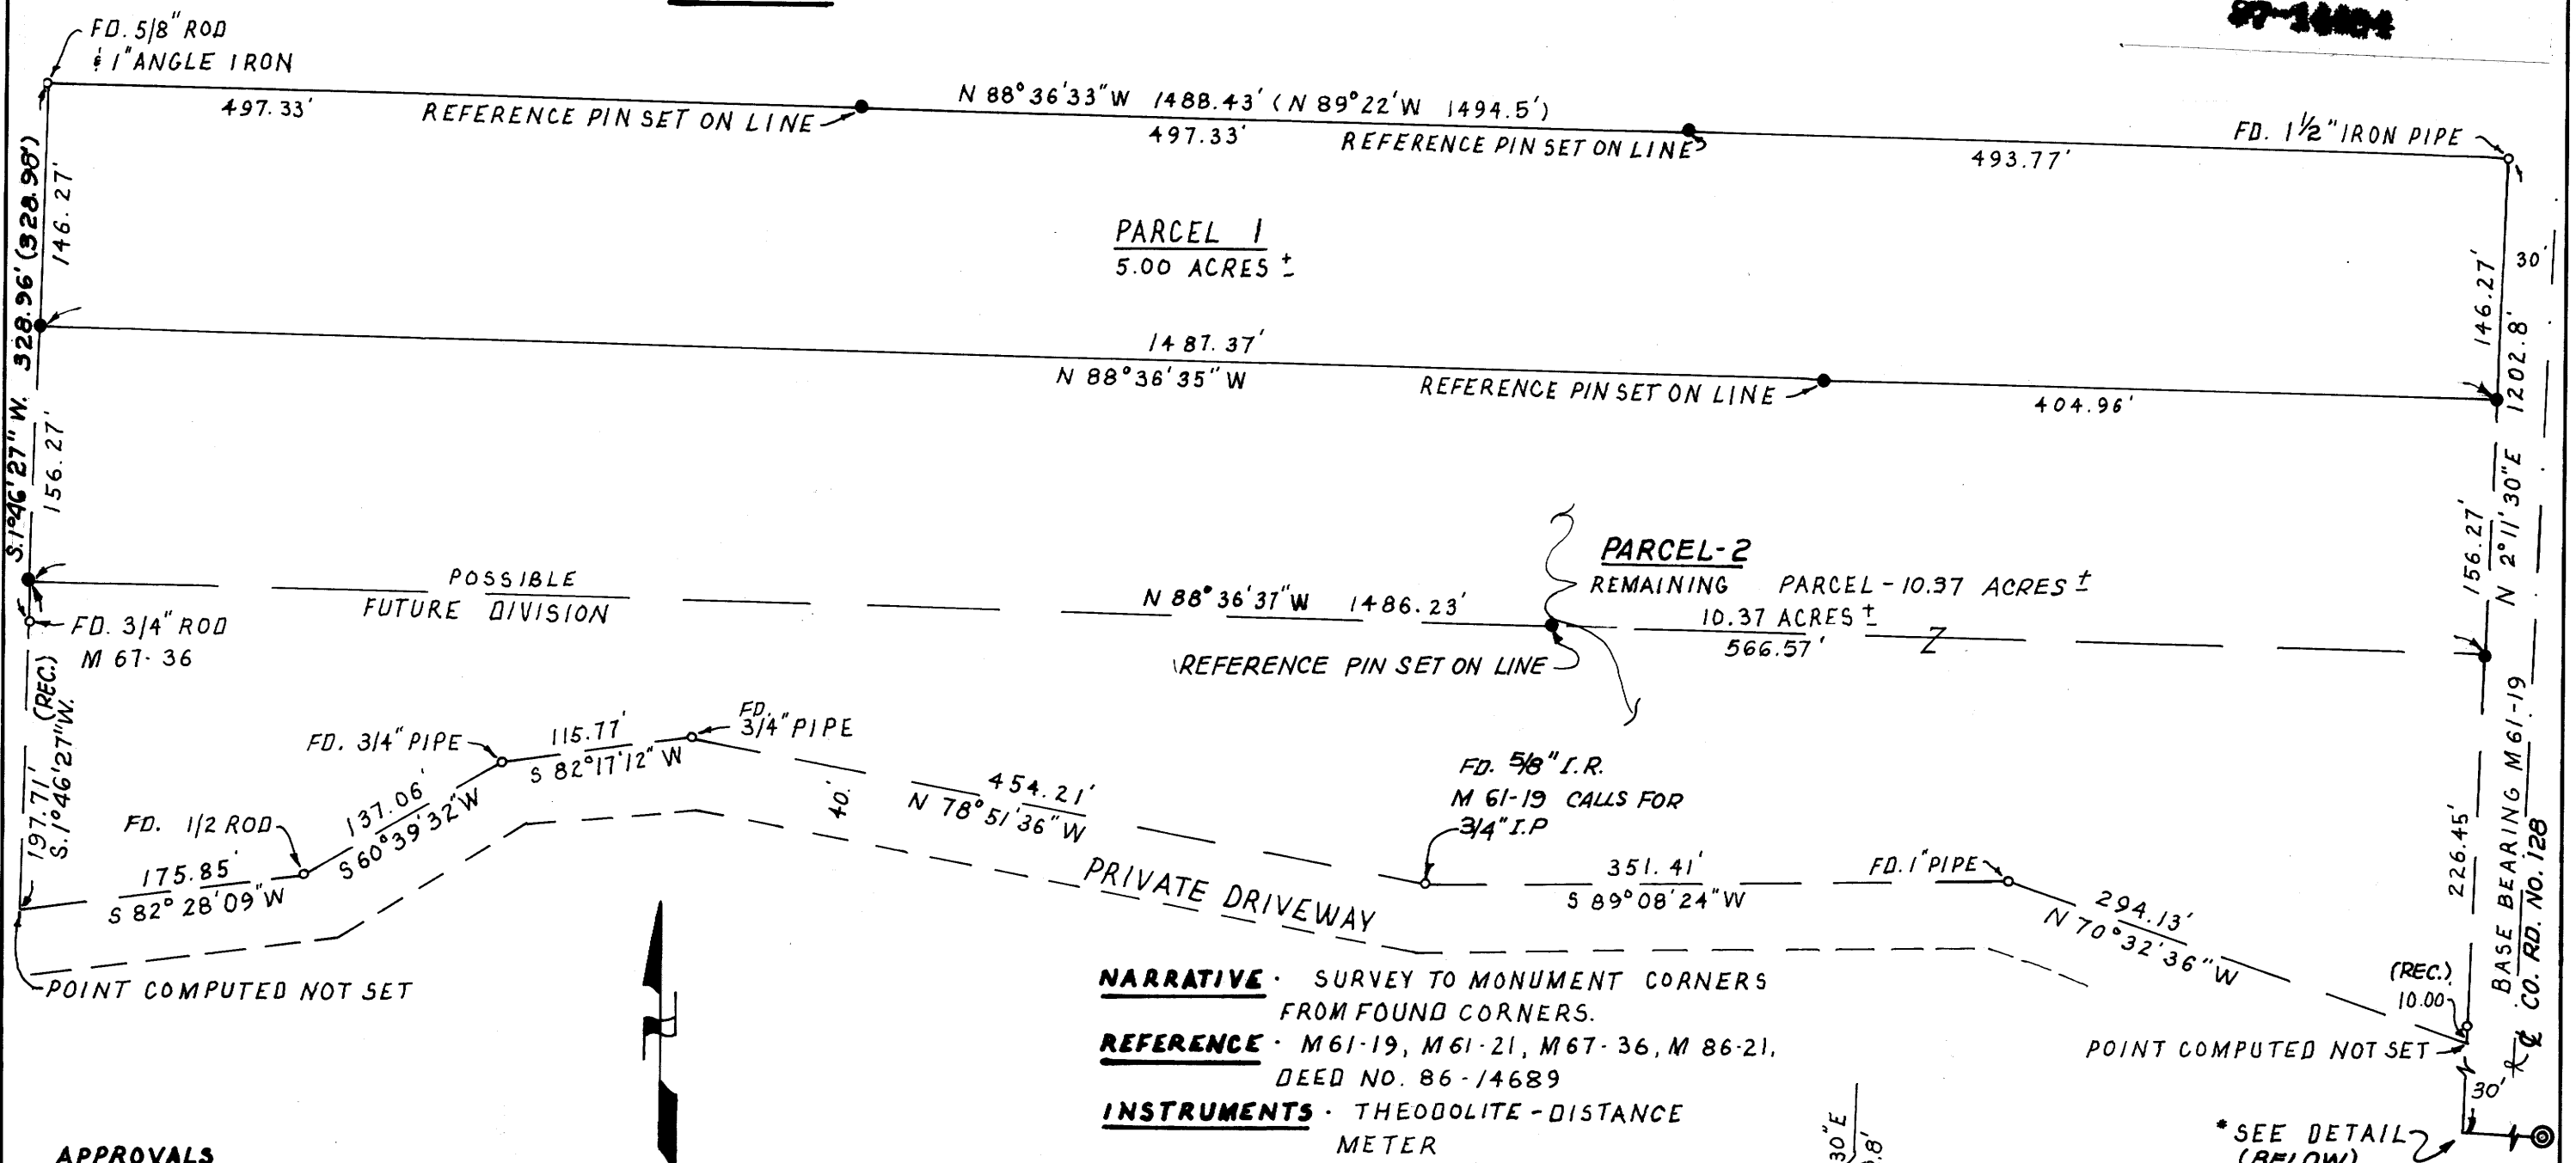 FD. 5/8" ROD
& 1" ANGLE IRON
497.33'
REFERENCE PIN SET ON LINE
N 88°36'33"W 1488.43' (N 89°22'W 1494.5')
497.33'
REFERENCE PIN SET ON LINE
493.77'
FD. 1 1/2" IRON PIPE
S.1°46'27"W. 328.96' (328.98')
146.27'
PARCEL 1
5.00 ACRES ±
146.27'
30'
1202.8'
N 2°11'30"E
1487.37'
N 88°36'35"W
REFERENCE PIN SET ON LINE
404.96'
156.27'
156.27'
POSSIBLE
FUTURE DIVISION
N 88°36'37"W 1486.23'
PARCEL-2
REMAINING PARCEL-10.37 ACRES ±
10.37 ACRES ±
566.57'
REFERENCE PIN SET ON LINE
FD. 3/4" ROD
M 67-36
197.71' (REC.)
S.1°46'27"W.
FD. 3/4" PIPE
115.77'
S 82°17'12" W
FD.
3/4" PIPE
137.06'
S 60°39'32"W
FD. 1/2 ROD
175.85'
S 82°28'09"W
40.'
454.21'
N 78°51'36"W
FD. 5/8" I.R.
M 61-19 CALLS FOR
3/4" I.P
351.41'
S 89°08'24"W
FD. 1" PIPE
294.13'
N 70°32'36"W
226.45'
BASE BEARING M61-19
CO. RD. NO. 128
PRIVATE DRIVEWAY
POINT COMPUTED NOT SET
(REC.)
10.00
POINT COMPUTED NOT SET
30'
NARRATIVE · SURVEY TO MONUMENT CORNERS
FROM FOUND CORNERS.
REFERENCE · M61-19, M61-21, M67-36, M 86-21,
DEED NO. 86-14689
INSTRUMENTS · THEODOLITE-DISTANCE
METER
30"E
*SEE DETAIL
(BELOW)
APPROVALS